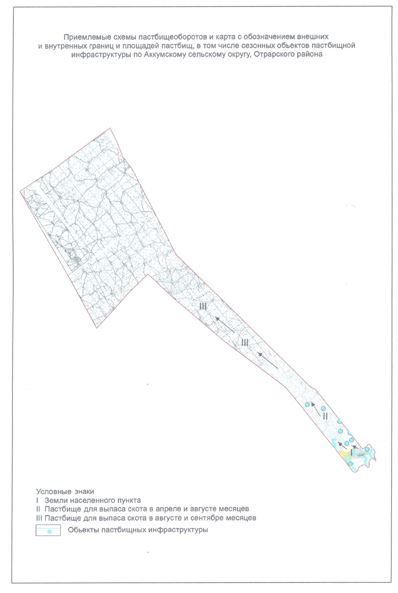 Приемлемые схемы пастбищеоборотов и карта с обозначением внешних
и внутренних границ и площадей пастбищ, в том числе сезонных объектов пастбищной
инфраструктуры по Аккумскому сельскому округу, Отрарского района
III
III
II
I
Условные знаки
I Земли населенного пункта
II Пастбище для выпаса скота в апреле и августе месяцев
III Пастбище для выпаса скота в августе и сентябре месяцев
Обьекты пастбищных инфраструктуры